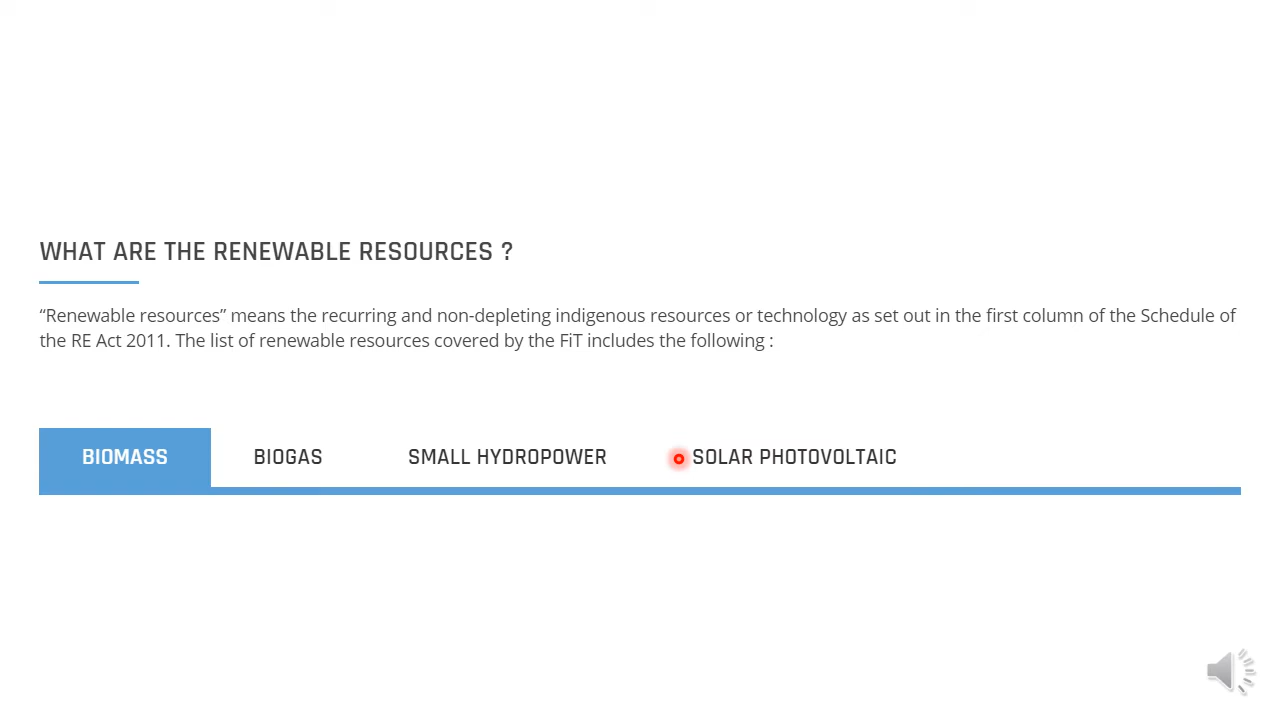 WHAT ARE THE RENEWABLE RESOURCES ?
“Renewable resources” means the recurring and non-depleting indigenous resources or technology as set out in the first column of the Schedule of
the RE Act 2011. The list of renewable resources covered by the FiT includes the following :
BIOMASS BIOGAS SMALL HYDROPOWER SOLAR PHOTOVOLTAIC